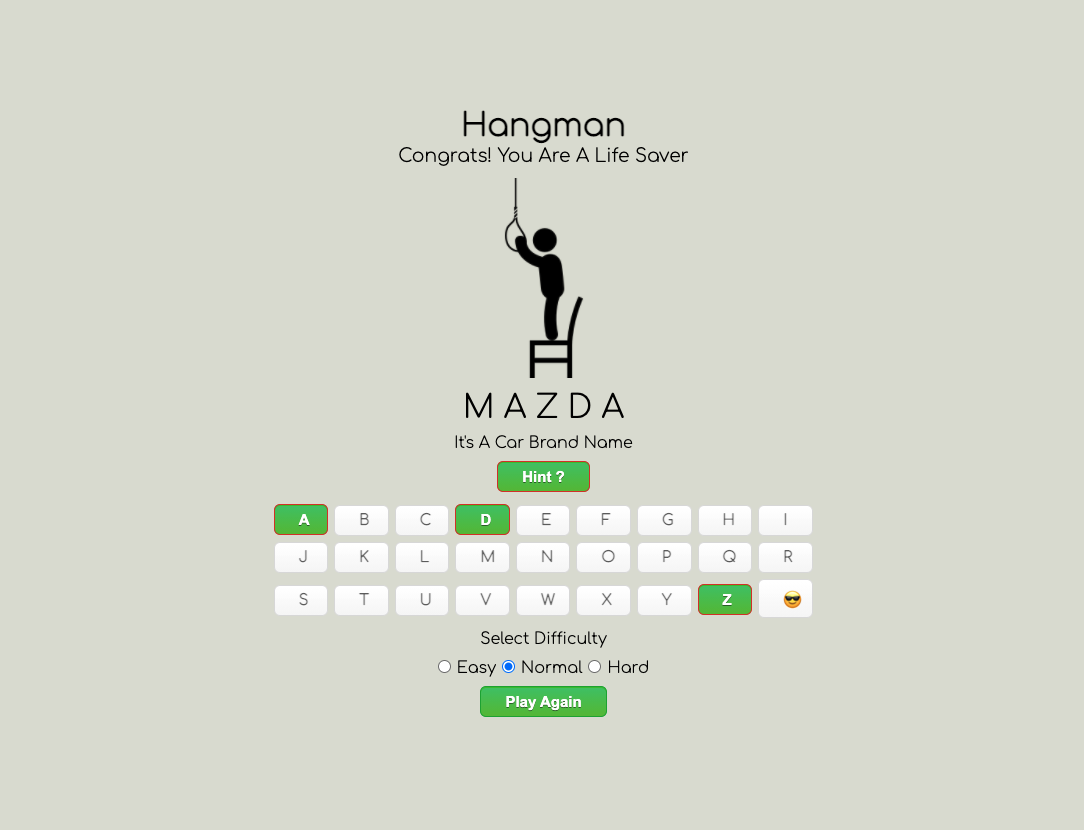 Hangman
Congrats! You Are A Life Saver
M A Z D A
It's A Car Brand Name
Hint ?
A B C D E F G H I
J K L M N O P Q R
S T U V W X Y Z 😎
Select Difficulty
Easy Normal Hard
Play Again